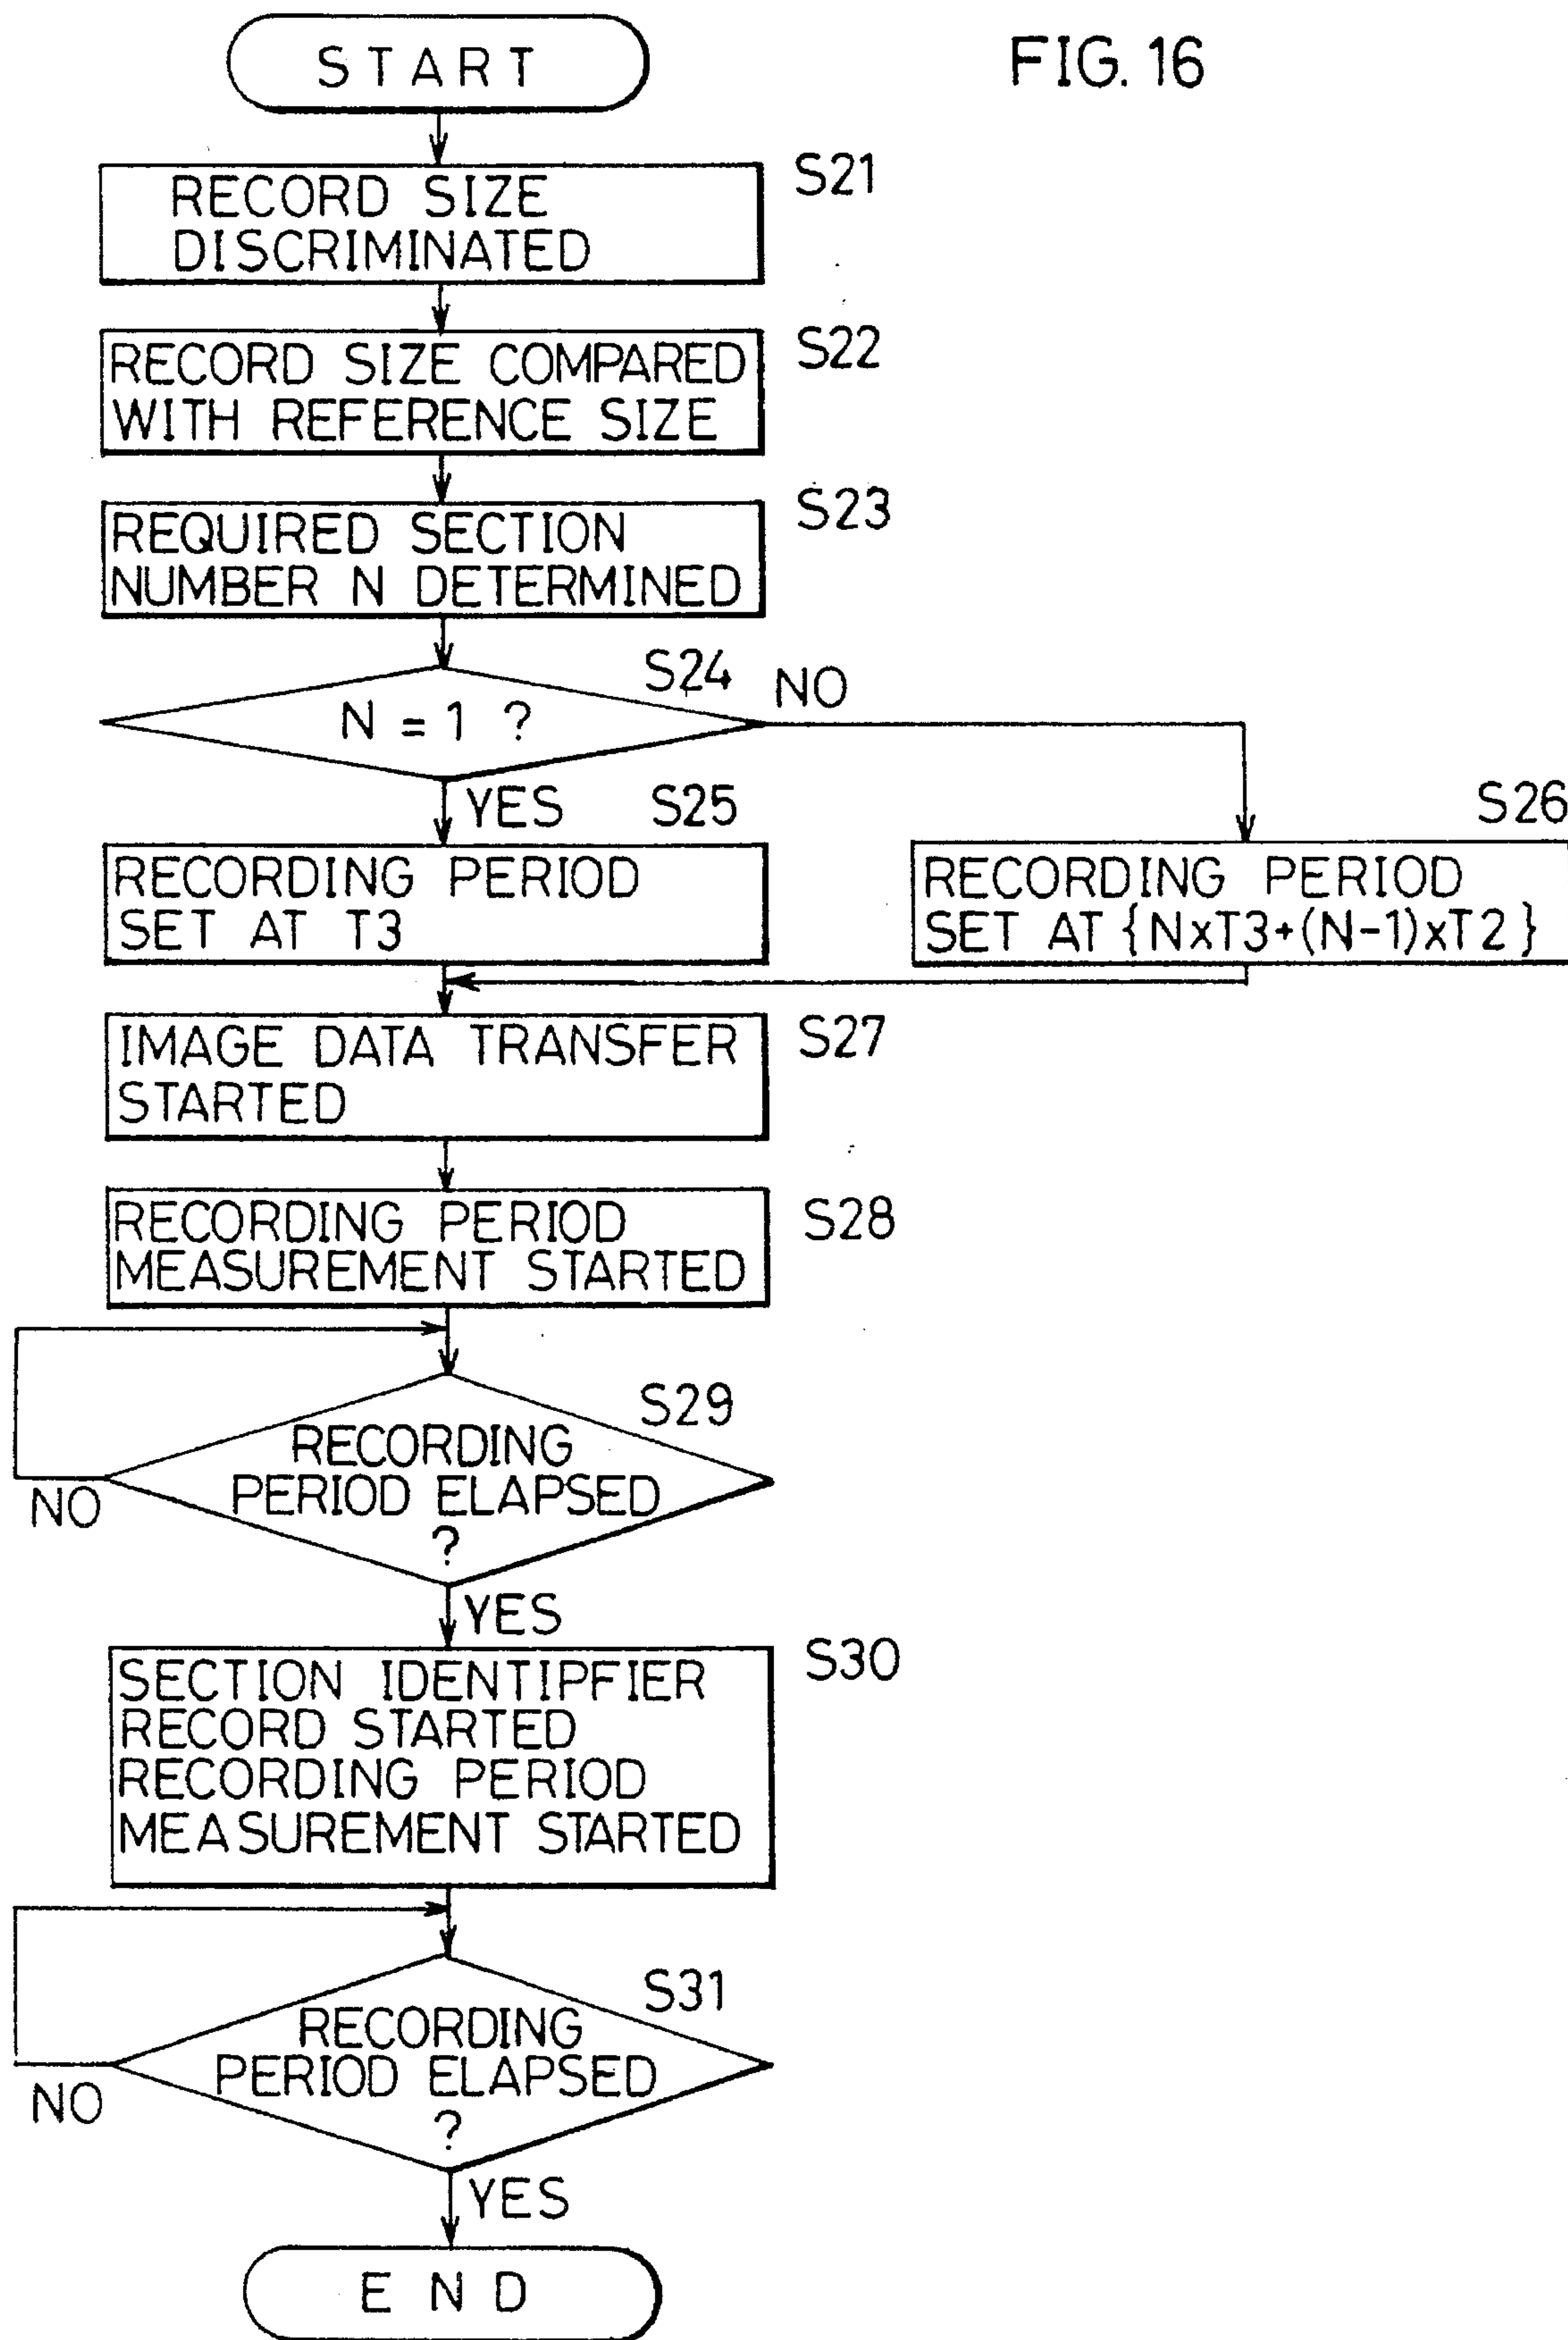 FIG. 16
START
S21
RECORD SIZE
DISCRIMINATED
S22
RECORD SIZE COMPARED
WITH REFERENCE SIZE
S23
REQUIRED SECTION
NUMBER N DETERMINED
S24
N = 1 ?
NO
YES
S25
RECORDING PERIOD
SET AT T3
S26
RECORDING PERIOD
SET AT {NxT3+(N-1)xT2}
S27
IMAGE DATA TRANSFER
STARTED
S28
RECORDING PERIOD
MEASUREMENT STARTED
S29
RECORDING
PERIOD ELAPSED
?
NO
YES
S30
SECTION IDENTIPFIER
RECORD STARTED
RECORDING PERIOD
MEASUREMENT STARTED
S31
RECORDING
PERIOD ELAPSED
?
NO
YES
END